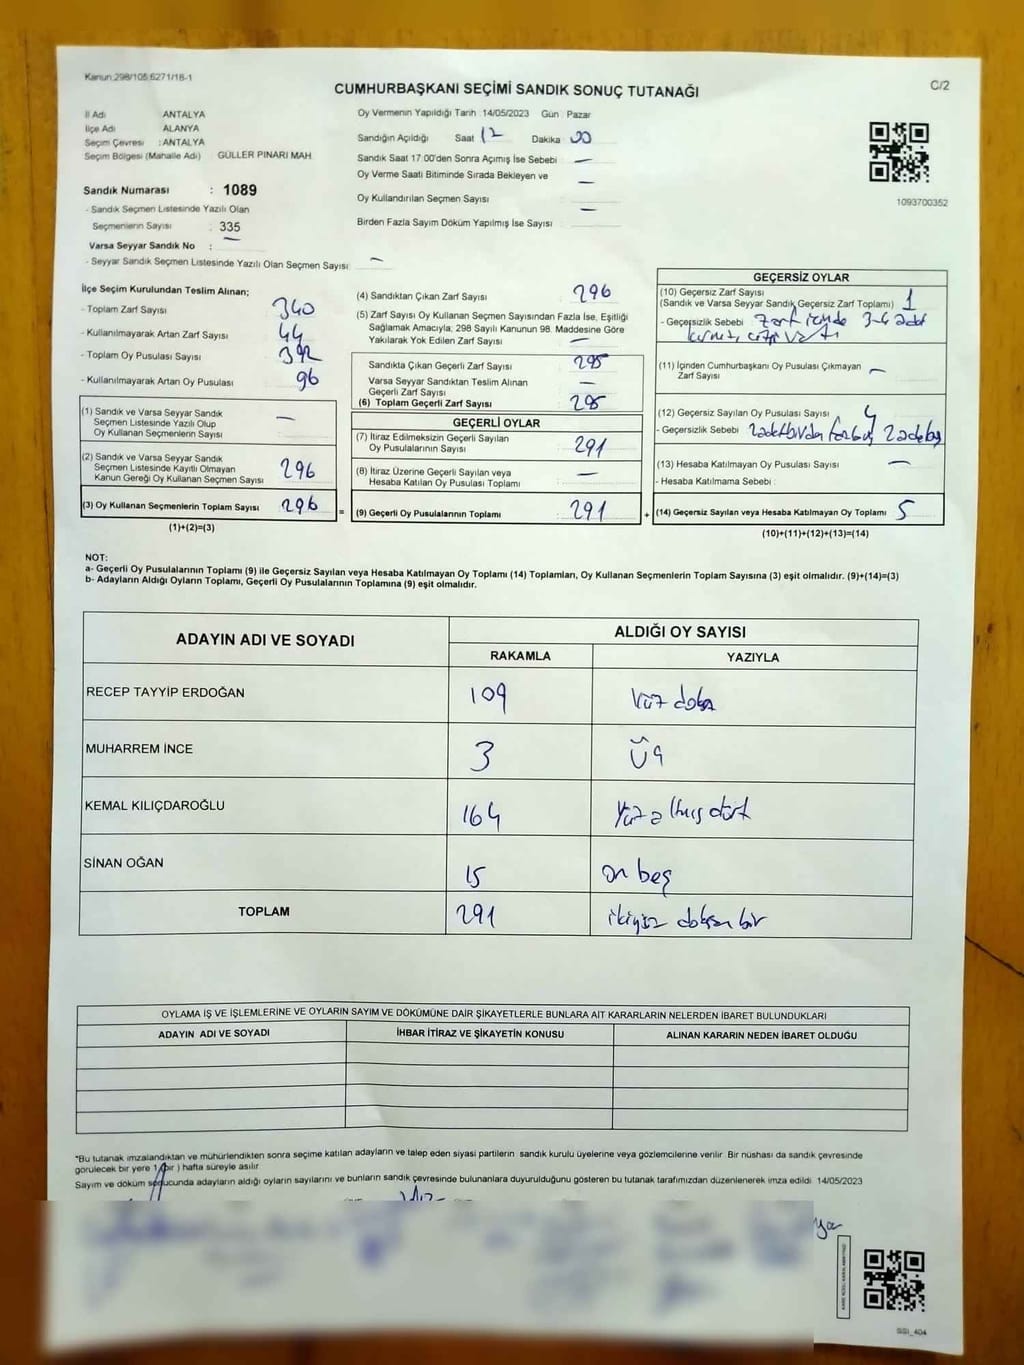 Kanun:298/105;6271/18-1
C/2
CUMHURBAŞKANI SEÇİMİ SANDIK SONUÇ TUTANAĞI
İl Adı ANTALYA
İlçe Adı ALANYA
Seçim Çevresi : ANTALYA
Seçim Bölgesi (Mahalle Adı) GÜLLER PINARI MAH
Sandık Numarası : 1089
- Sandık Seçmen Listesinde Yazılı Olan
Seçmenlerin Sayısı : 335
Varsa Seyyar Sandık No : —
- Seyyar Sandık Seçmen Listesinde Yazılı Olan Seçmen Sayısı: —
Oy Vermenin Yapıldığı Tarih 14/05/2023 Gün : Pazar
Sandığın Açıldığı Saat 17 Dakika 00
Sandık Saat 17:00'den Sonra Açımış İse Sebebi —
Oy Verme Saati Bitiminde Sırada Bekleyen ve —
Oy Kullandırılan Seçmen Sayısı :
Birden Fazla Sayım Döküm Yapılmış İse Sayısı : —
1093700352
İlçe Seçim Kurulundan Teslim Alınan;
- Toplam Zarf Sayısı 340
- Kullanılmayarak Artan Zarf Sayısı 44
- Toplam Oy Pusulası Sayısı 392
- Kullanılmayarak Artan Oy Pusulası 96
(1) Sandık ve Varsa Seyyar Sandık
Seçmen Listesinde Yazılı Olup
Oy Kullanan Seçmenlerin Sayısı —
(2) Sandık ve Varsa Seyyar Sandık
Seçmen Listesinde Kayıtlı Olmayan
Kanun Gereği Oy Kullanan Seçmen Sayısı 296
(3) Oy Kullanan Seçmenlerin Toplam Sayısı 296
(1)+(2)=(3)
(4) Sandıktan Çıkan Zarf Sayısı : 296
(5) Zarf Sayısı Oy Kullanan Seçmen Sayısından Fazla İse, Eşitliği
Sağlamak Amacıyla, 298 Sayılı Kanunun 98. Maddesine Göre
Yakılarak Yok Edilen Zarf Sayısı : —
Sandıkta Çıkan Geçerli Zarf Sayısı : 295
Varsa Seyyar Sandıktan Teslim Alınan
Geçerli Zarf Sayısı : —
(6) Toplam Geçerli Zarf Sayısı : 295
GEÇERLİ OYLAR
(7) İtiraz Edilmeksizin Geçerli Sayılan
Oy Pusulalarının Sayısı : 291
(8) İtiraz Üzerine Geçerli Sayılan veya
Hesaba Katılan Oy Pusulası Toplamı : —
= (9) Geçerli Oy Pusulalarının Toplamı : 291
GEÇERSİZ OYLAR
(10) Geçersiz Zarf Sayısı
(Sandık ve Varsa Seyyar Sandık Geçersiz Zarf Toplamı) : 1
- Geçersizlik Sebebi : Zarf içinde 3-4 adet
(11) İçinden Cumhurbaşkanı Oy Pusulası Çıkmayan
Zarf Sayısı : —
(12) Geçersiz Sayılan Oy Pusulası Sayısı : 4
- Geçersizlik Sebebi
(13) Hesaba Katılmayan Oy Pusulası Sayısı : —
- Hesaba Katılmama Sebebi :
+ (14) Geçersiz Sayılan veya Hesaba Katılmayan Oy Toplamı : 5
(10)+(11)+(12)+(13)=(14)
NOT:
a- Geçerli Oy Pusulalarının Toplamı (9) ile Geçersiz Sayılan veya Hesaba Katılmayan Oy Toplamı (14) Toplamları, Oy Kullanan Seçmenlerin Toplam Sayısına (3) eşit olmalıdır. (9)+(14)=(3)
b- Adayların Aldığı Oyların Toplamı, Geçerli Oy Pusulalarının Toplamına (9) eşit olmalıdır.
ADAYIN ADI VE SOYADI
ALDIĞI OY SAYISI
RAKAMLA YAZIYLA
RECEP TAYYİP ERDOĞAN 109 Yüz dokuz
MUHARREM İNCE 3 Üç
KEMAL KILIÇDAROĞLU 164 Yüz altmış dört
SİNAN OĞAN 15 on beş
TOPLAM 291 ikiyüz doksan bir
OYLAMA İŞ VE İŞLEMLERİNE VE OYLARIN SAYIM VE DÖKÜMÜNE DAİR ŞİKAYETLERLE BUNLARA AİT KARARLARIN NELERDEN İBARET BULUNDUKLARI
ADAYIN ADI VE SOYADI İHBAR İTİRAZ VE ŞİKAYETİN KONUSU ALINAN KARARIN NEDEN İBARET OLDUĞU
*Bu tutanak imzalandıktan ve mühürlendikten sonra seçime katılan adayların ve talep eden siyasi partilerin sandık kurulu üyelerine veya gözlemcilerine verilir. Bir nüshası da sandık çevresinde
görülecek bir yere 1 (bir ) hafta süreyle asılır.
Sayım ve döküm sonucunda adayların aldığı oyların sayılarını ve bunların sandık çevresinde bulunanlara duyurulduğunu gösteren bu tutanak tarafımızdan düzenlenerek imza edildi. 14/05/2023
SSI_404